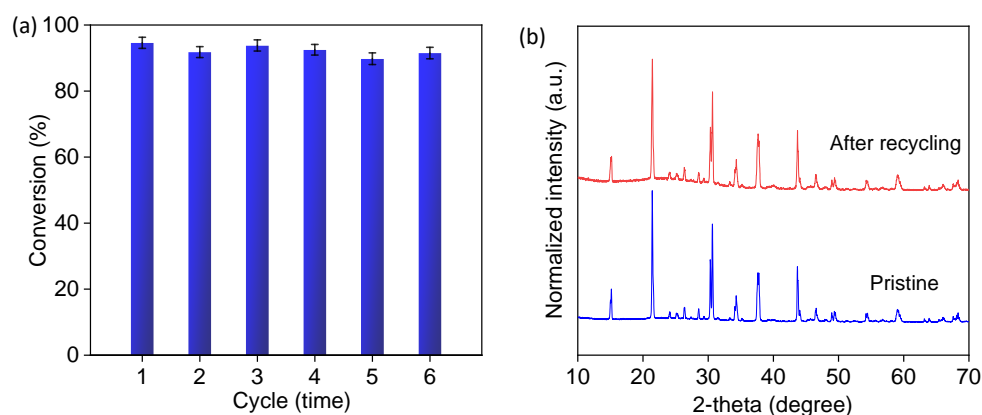 (a)
100
80
60
40
20
0
Conversion (%)
1 2 3 4 5 6
Cycle (time)
(b)
Normalized intensity (a.u.)
After recycling
Pristine
10 20 30 40 50 60 70
2-theta (degree)